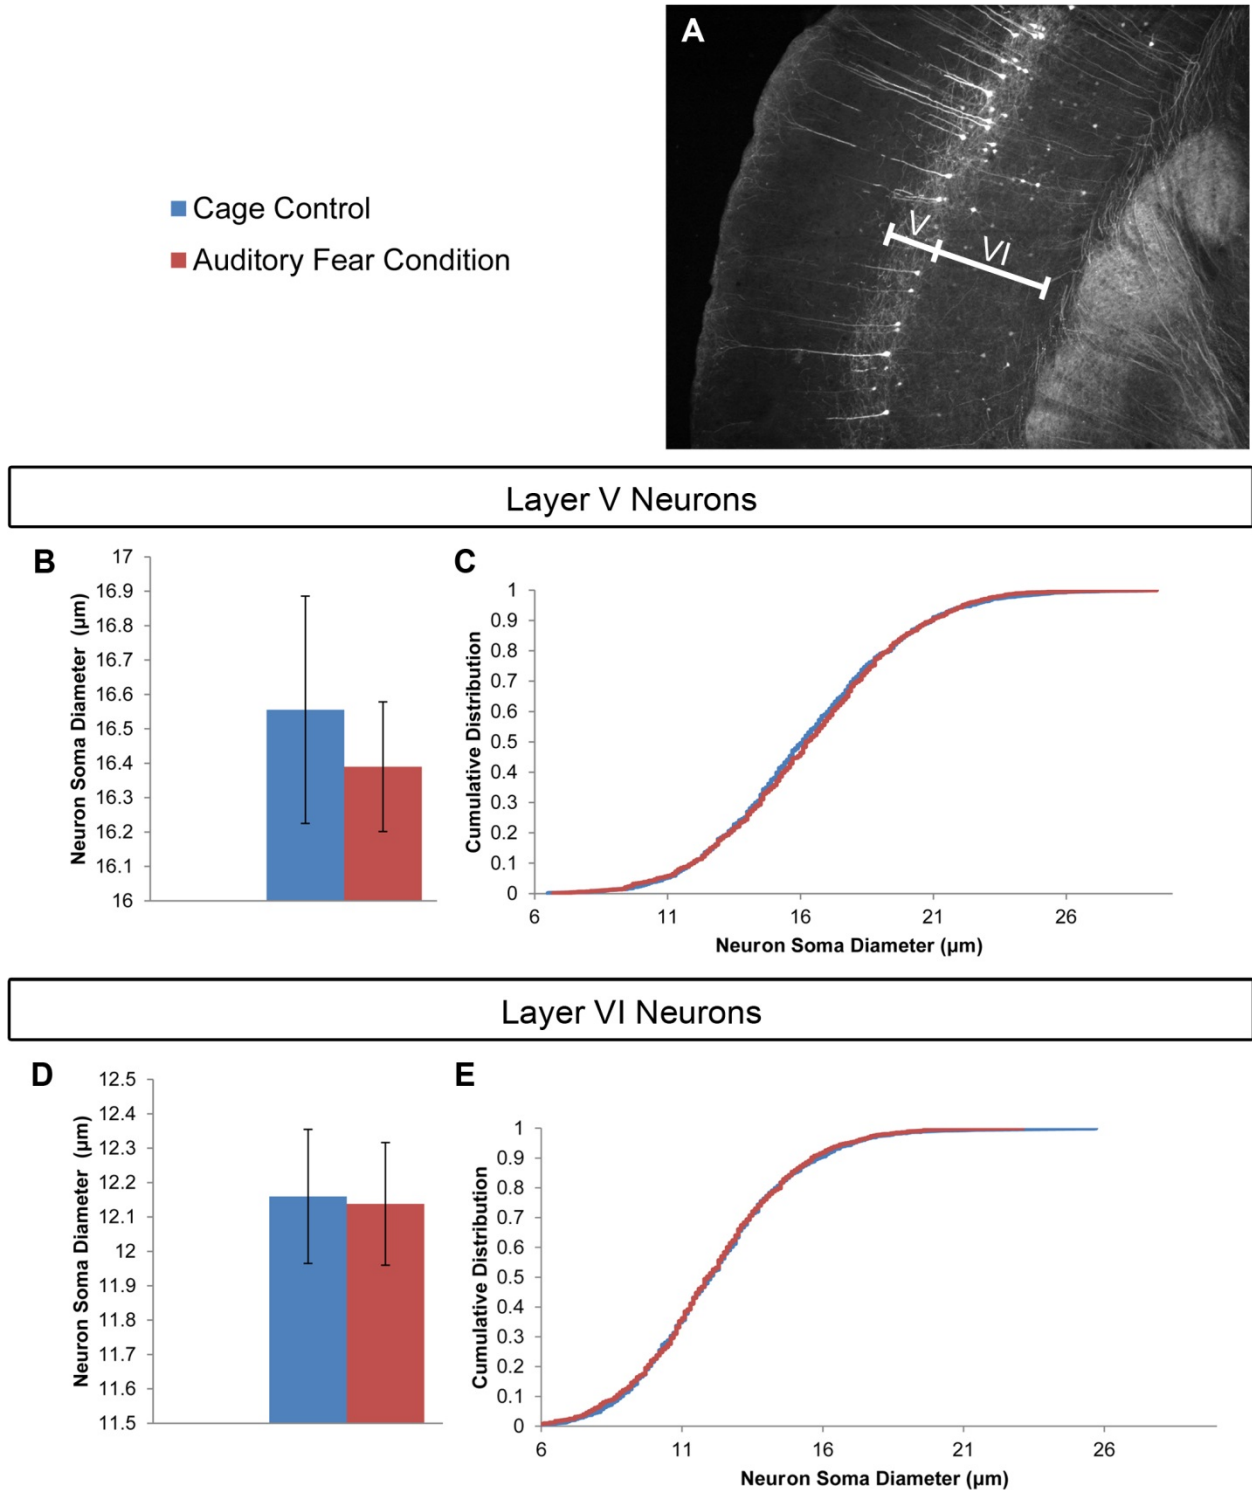 A
Cage Control
Auditory Fear Condition
V
VI
Layer V Neurons
B
17
16.9
16.8
16.7
16.6
16.5
16.4
16.3
16.2
16.1
16
Neuron Soma Diameter (µm)
C
1
0.9
0.8
0.7
0.6
0.5
0.4
0.3
0.2
0.1
0
Cumulative Distribution
6 11 16 21 26
Neuron Soma Diameter (µm)
Layer VI Neurons
D
12.5
12.4
12.3
12.2
12.1
12
11.9
11.8
11.7
11.6
11.5
Neuron Soma Diameter (µm)
E
1
0.9
0.8
0.7
0.6
0.5
0.4
0.3
0.2
0.1
0
Cumulative Distribution
6 11 16 21 26
Neuron Soma Diameter (µm)